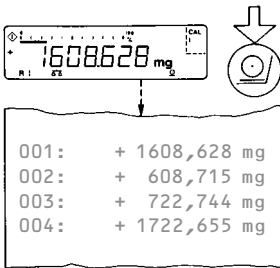 100
%
CAL
+ 1608.628 mg
R
001: + 1608,628 mg
002: + 608,715 mg
003: + 722,744 mg
004: + 1722,655 mg